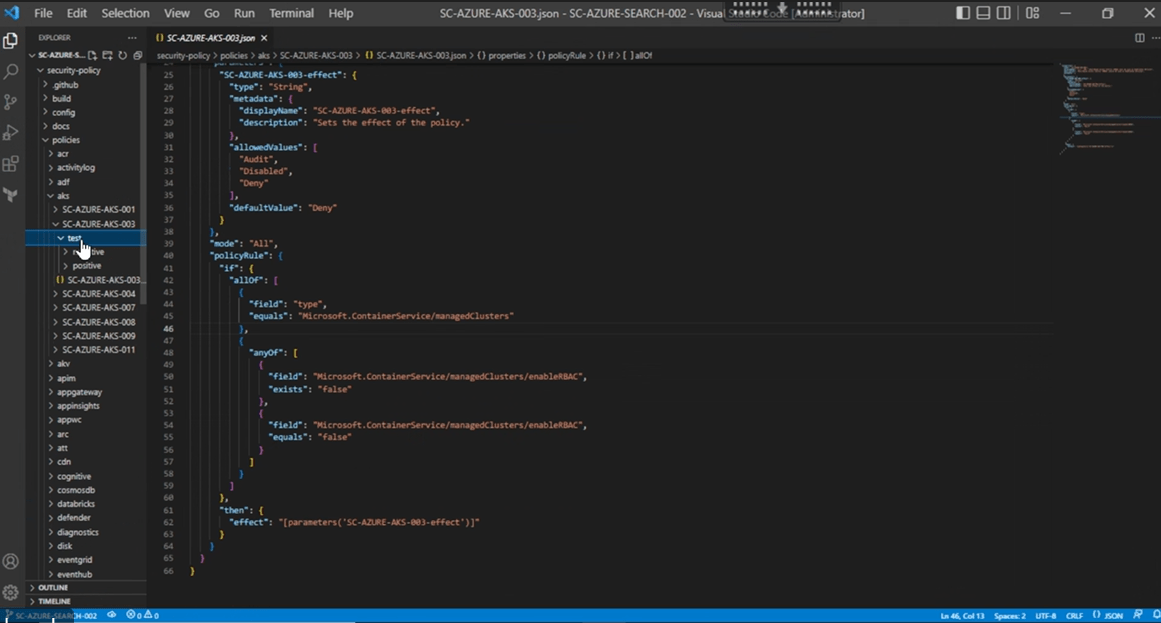 File Edit Selection View Go Run Terminal Help
SC-AZURE-AKS-003.json - SC-AZURE-SEARCH-002 - Visual Studio Code [Administrator]
EXPLORER
SC-AZURE-S...
security-policy
.github
build
config
docs
policies
acr
activitylog
adf
aks
SC-AZURE-AKS-001
SC-AZURE-AKS-003
test
positive
SC-AZURE-AKS-003...
SC-AZURE-AKS-004
SC-AZURE-AKS-007
SC-AZURE-AKS-008
SC-AZURE-AKS-009
SC-AZURE-AKS-011
akv
apim
appgateway
appinsights
appwc
arc
att
cdn
cognitive
cosmosdb
databricks
defender
diagnostics
disk
eventgrid
eventhub
OUTLINE
TIMELINE
{} SC-AZURE-AKS-003.json ×
security-policy > policies > aks > SC-AZURE-AKS-003 > {} SC-AZURE-AKS-003.json > {} properties > {} policyRule > {} if > [ ] allOf
24 "parameters": {
25 "SC-AZURE-AKS-003-effect": {
26 "type": "String",
27 "metadata": {
28 "displayName": "SC-AZURE-AKS-003-effect",
29 "description": "Sets the effect of the policy."
30 },
31 "allowedValues": [
32 "Audit",
33 "Disabled",
34 "Deny"
35 ],
36 "defaultValue": "Deny"
37 }
38 },
39 "mode": "All",
40 "policyRule": {
41 "if": {
42 "allOf": [
43 {
44 "field": "type",
45 "equals": "Microsoft.ContainerService/managedClusters"
46 },
47 {
48 "anyOf": [
49 {
50 "field": "Microsoft.ContainerService/managedClusters/enableRBAC",
51 "exists": "false"
52 },
53 {
54 "field": "Microsoft.ContainerService/managedClusters/enableRBAC",
55 "equals": "false"
56 }
57 ]
58 }
59 ]
60 },
61 "then": {
62 "effect": "[parameters('SC-AZURE-AKS-003-effect')]"
63 }
64 }
65 }
66 }
SC-AZURE-SEARCH-002 0 0 Ln 46, Col 13 Spaces: 2 UTF-8 CRLF {} JSON